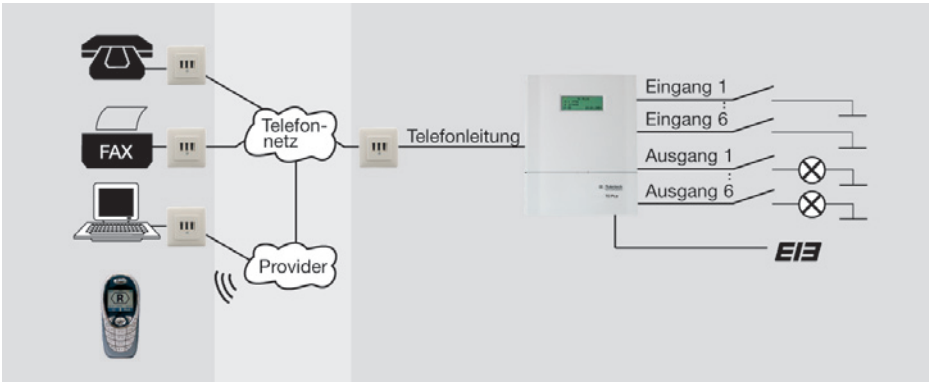 FAX
Telefon-
netz
Provider
Telefonleitung
Eingang 1
Eingang 6
Ausgang 1
Ausgang 6
EIB